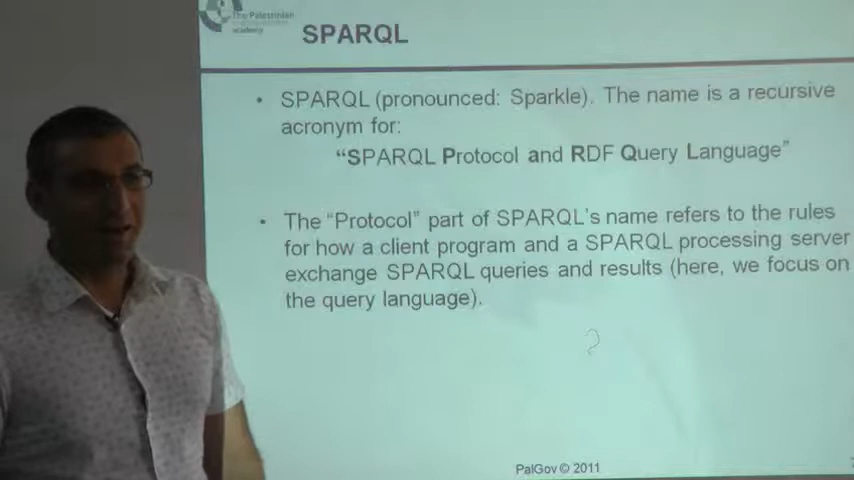 The Palestinian
academy
SPARQL
• SPARQL (pronounced: Sparkle). The name is a recursive
acronym for:
“SPARQL Protocol and RDF Query Language”
• The “Protocol” part of SPARQL’s name refers to the rules
for how a client program and a SPARQL processing server
exchange SPARQL queries and results (here, we focus on
the query language).
PalGov © 2011